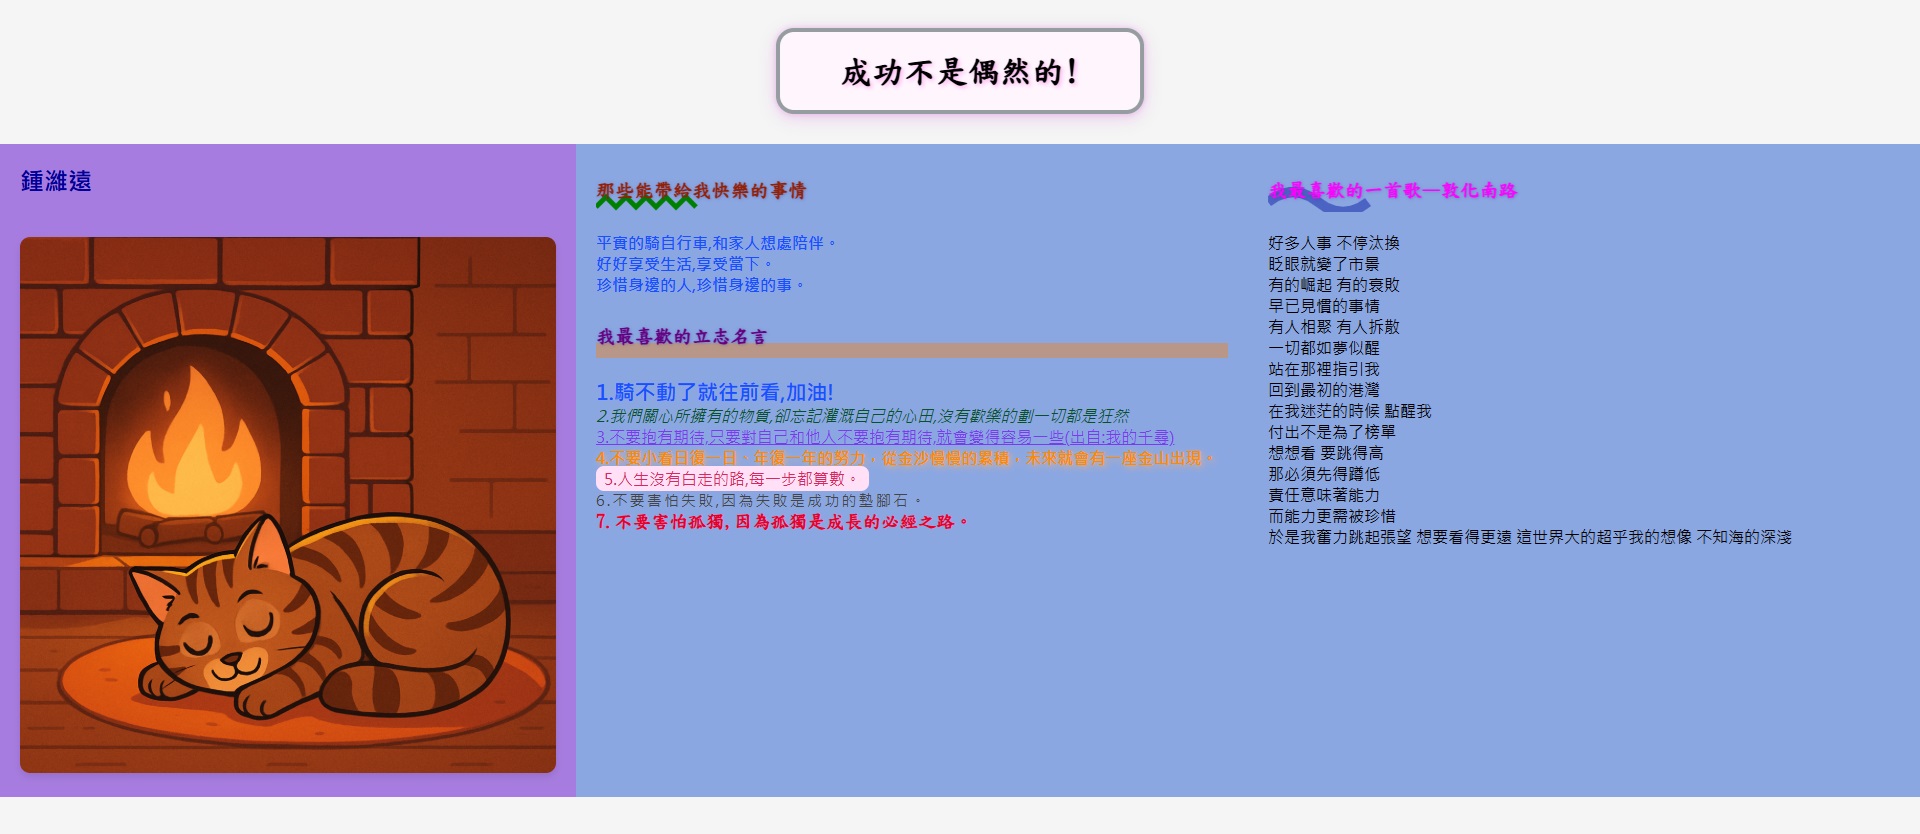 成功不是偶然的!
鍾濰遠
那些能帶給我快樂的事情
平實的騎自行車,和家人想處陪伴。
好好享受生活,享受當下。
珍惜身邊的人,珍惜身邊的事。
我最喜歡的立志名言
1.騎不動了就往前看,加油!
2.我們關心所擁有的物質,卻忘記灌溉自己的心田,沒有歡樂的劃一切都是狂然
3.不要抱有期待,只要對自己和他人不要抱有期待,就會變得容易一些(出自:我的千尋)
4.不要小看日復一日、年復一年的努力，從金沙慢慢的累積，未來就會有一座金山出現。
5.人生沒有白走的路,每一步都算數。
6.不要害怕失敗,因為失敗是成功的墊腳石。
7.不要害怕孤獨,因為孤獨是成長的必經之路。
我最喜歡的一首歌—敦化南路
好多人事 不停汰換
眨眼就變了市景
有的崛起 有的衰敗
早已見慣的事情
有人相聚 有人拆散
一切都如夢似醒
站在那裡指引我
回到最初的港灣
在我迷茫的時候 點醒我
付出不是為了榜單
想想看 要跳得高
那必須先得蹲低
責任意味著能力
而能力更需被珍惜
於是我奮力跳起張望 想要看得更遠 這世界大的超乎我的想像 不知海的深淺